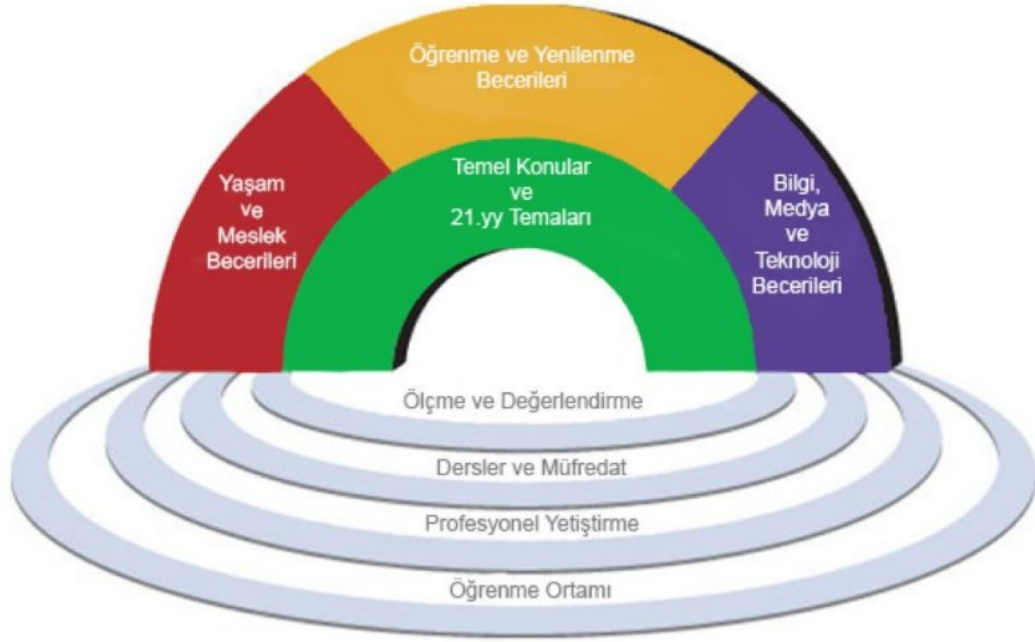 Öğrenme ve Yenilenme
Becerileri
Temel Konular
ve
21.yy Temaları
Yaşam
ve
Meslek
Becerileri
Bilgi,
Medya
ve
Teknoloji
Becerileri
Ölçme ve Değerlendirme
Dersler ve Müfredat
Profesyonel Yetiştirme
Öğrenme Ortamı